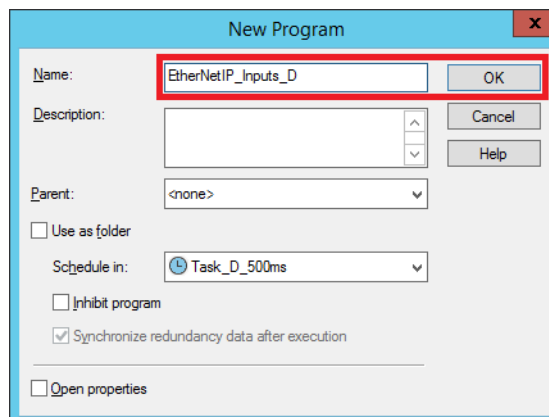 New Program
x
Name: EtherNetIP_Inputs_D OK
Description: Cancel
Help
Parent: <none>
Use as folder
Schedule in: Task_D_500ms
Inhibit program
Synchronize redundancy data after execution
Open properties